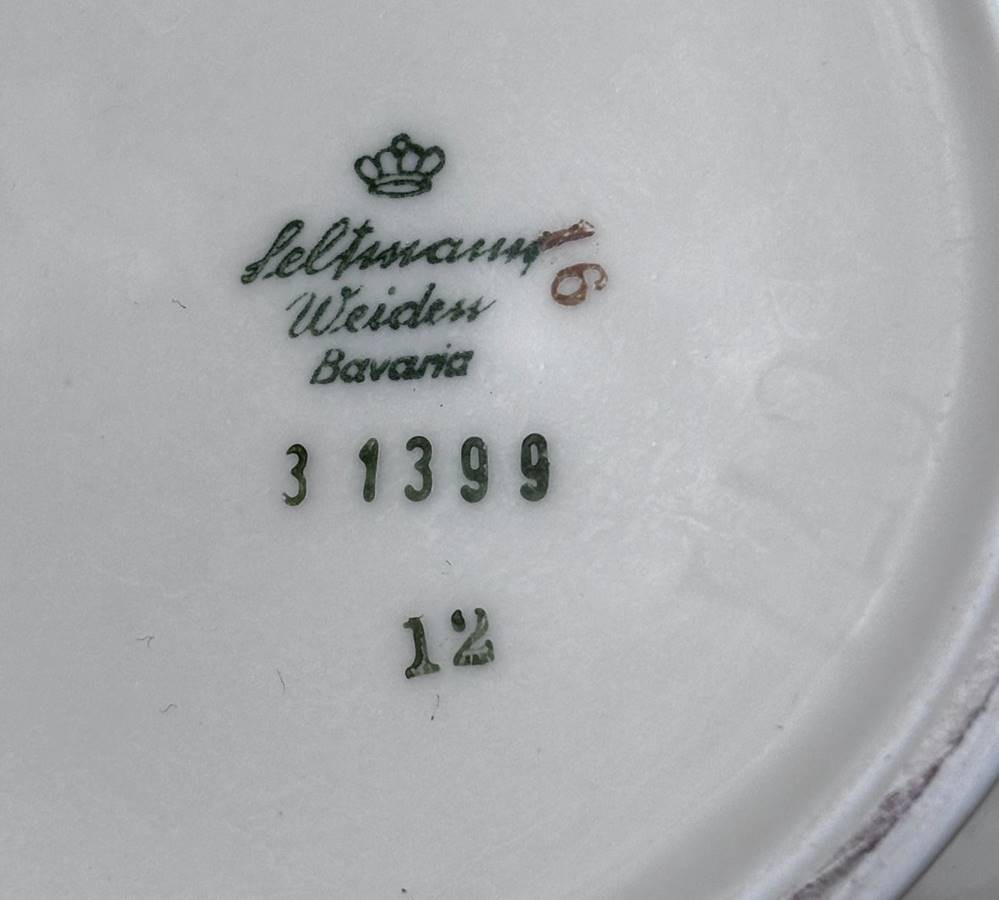 Seltmann
Weiden
Bavaria
3 1399
12